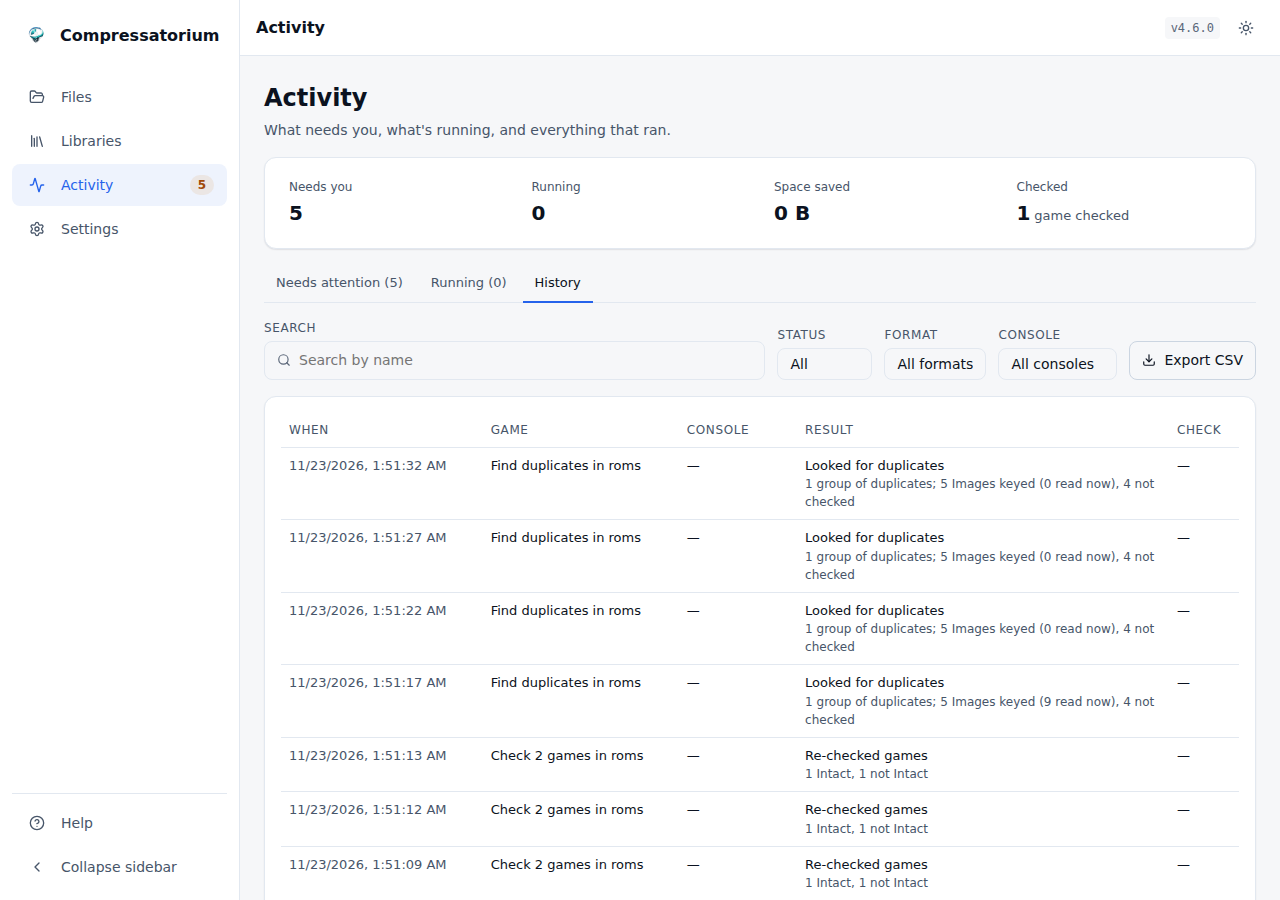 Compressatorium
Activity
v4.6.0
Files
Libraries
Activity
5
Settings
Help
Collapse sidebar
Activity
What needs you, what's running, and everything that ran.
Needs you
5
Running
0
Space saved
0 B
Checked
1 game checked
Needs attention (5)
Running (0)
History
SEARCH
Search by name
STATUS
All
FORMAT
All formats
CONSOLE
All consoles
Export CSV
WHEN GAME CONSOLE RESULT CHECK
11/23/2026, 1:51:32 AM Find duplicates in roms — Looked for duplicates —
1 group of duplicates; 5 Images keyed (0 read now), 4 not
checked
11/23/2026, 1:51:27 AM Find duplicates in roms — Looked for duplicates —
1 group of duplicates; 5 Images keyed (0 read now), 4 not
checked
11/23/2026, 1:51:22 AM Find duplicates in roms — Looked for duplicates —
1 group of duplicates; 5 Images keyed (0 read now), 4 not
checked
11/23/2026, 1:51:17 AM Find duplicates in roms — Looked for duplicates —
1 group of duplicates; 5 Images keyed (9 read now), 4 not
checked
11/23/2026, 1:51:13 AM Check 2 games in roms — Re-checked games —
1 Intact, 1 not Intact
11/23/2026, 1:51:12 AM Check 2 games in roms — Re-checked games —
1 Intact, 1 not Intact
11/23/2026, 1:51:09 AM Check 2 games in roms — Re-checked games —
1 Intact, 1 not Intact